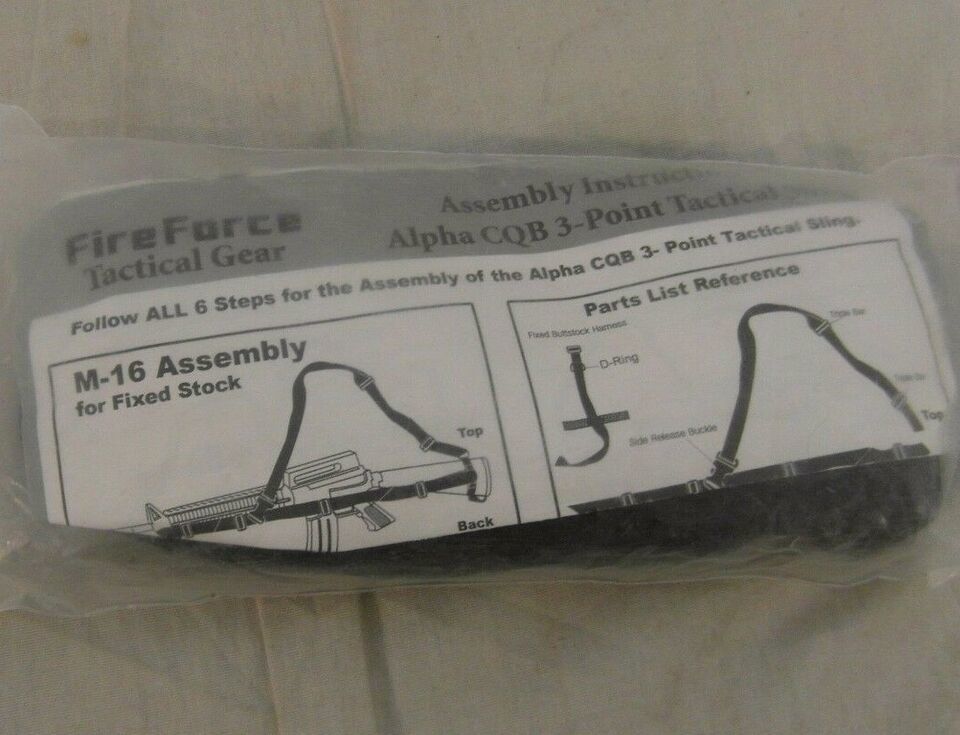 FireForce
Tactical Gear
Assembly
Alpha CQB 3-Point Tactical
Follow ALL 6 Steps for the Assembly of the Alpha CQB 3- Point Tactical Sling.
M-16 Assembly
for Fixed Stock
Top
Back
Parts List Reference
Fixed Buttstock Harness
D-Ring
Triple Bar
Triple Bar
Top
Side Release Buckle